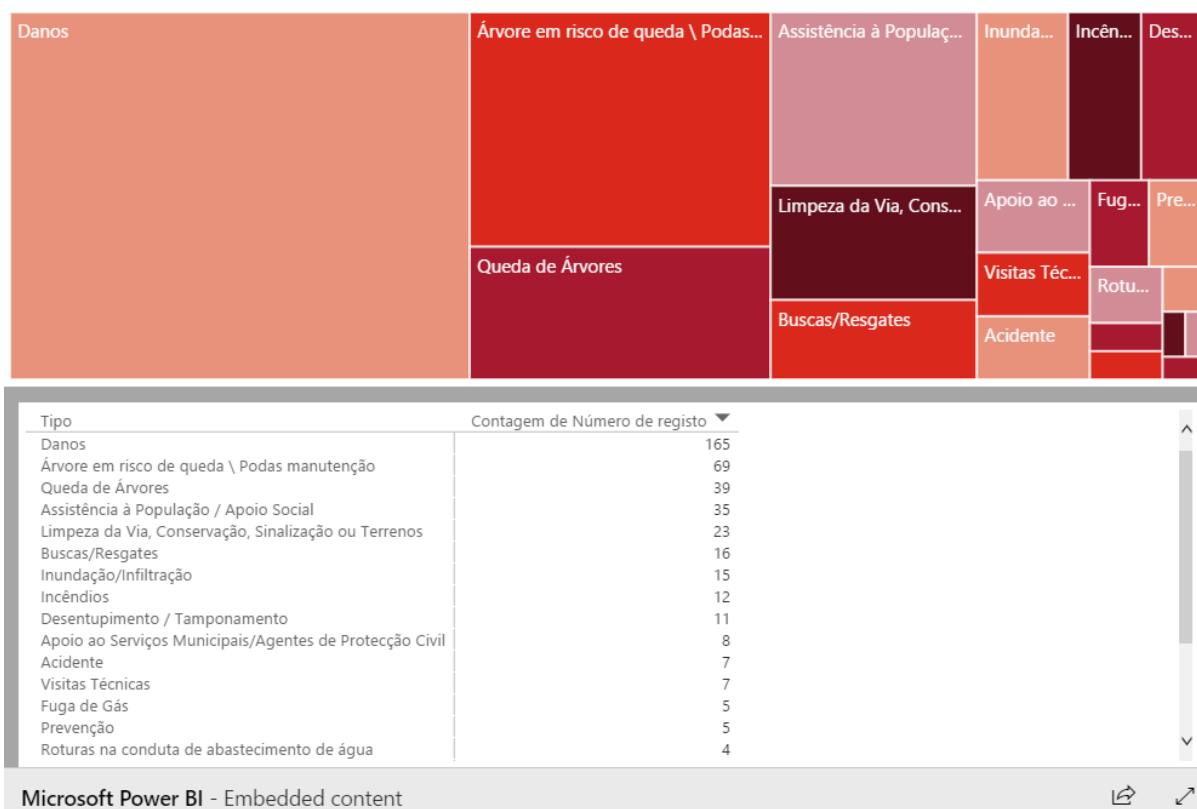 Danos
Árvore em risco de queda \ Podas...
Assistência à Populaç...
Inunda...
Incên...
Des...
Limpeza da Via, Cons...
Apoio ao ...
Fug...
Pre...
Queda de Árvores
Visitas Téc...
Rotu...
Buscas/Resgates
Acidente
Tipo Contagem de Número de registo
Danos 165
Árvore em risco de queda \ Podas manutenção 69
Queda de Árvores 39
Assistência à População / Apoio Social 35
Limpeza da Via, Conservação, Sinalização ou Terrenos 23
Buscas/Resgates 16
Inundação/Infiltração 15
Incêndios 12
Desentupimento / Tamponamento 11
Apoio ao Serviços Municipais/Agentes de Protecção Civil 8
Acidente 7
Visitas Técnicas 7
Fuga de Gás 5
Prevenção 5
Roturas na conduta de abastecimento de água 4
Microsoft Power BI - Embedded content